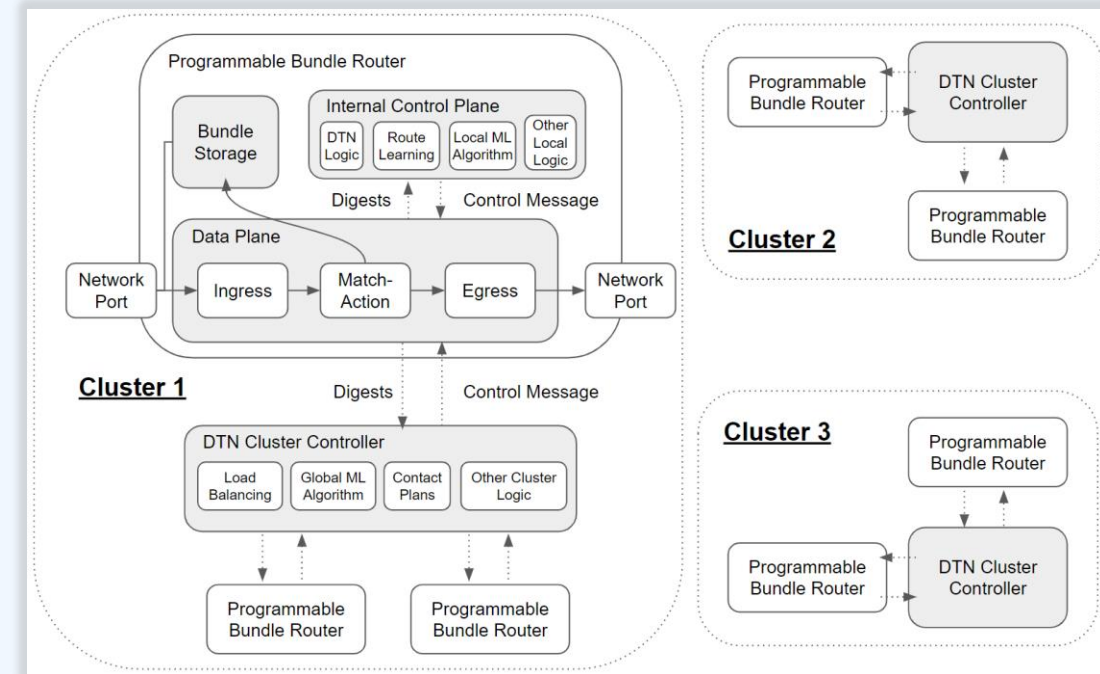 Programmable Bundle Router
Bundle
Storage
Internal Control Plane
DTN
Logic
Route
Learning
Local ML
Algorithm
Other
Local
Logic
Digests
Control Message
Data Plane
Network
Port
Ingress
Match-
Action
Egress
Network
Port
Cluster 1
Digests
Control Message
DTN Cluster Controller
Load
Balancing
Global ML
Algorithm
Contact
Plans
Other Cluster
Logic
Programmable
Bundle Router
Programmable
Bundle Router
Programmable
Bundle Router
DTN Cluster
Controller
Cluster 2
Programmable
Bundle Router
Cluster 3
Programmable
Bundle Router
Programmable
Bundle Router
DTN Cluster
Controller